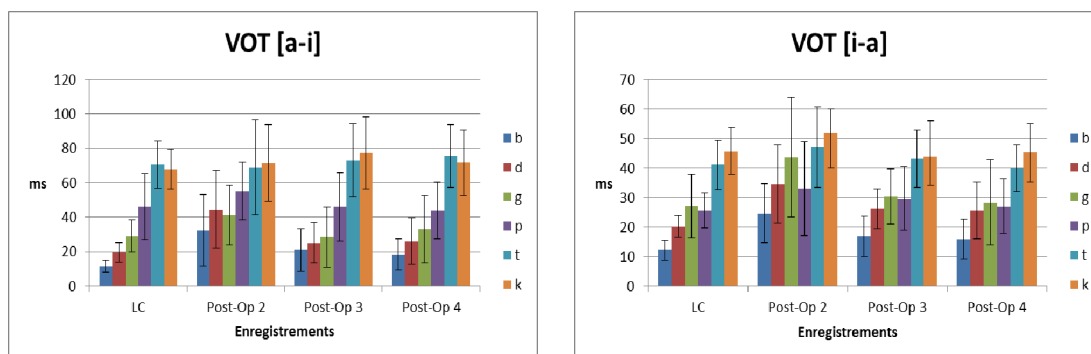 VOT [a-i]
120
100
80
60
40
20
0
ms
LC Post-Op 2 Post-Op 3 Post-Op 4
Enregistrements
b
d
g
p
t
k
VOT [i-a]
70
60
50
40
30
20
10
0
ms
LC Post-Op 2 Post-Op 3 Post-Op 4
Enregistrements
b
d
g
p
t
k